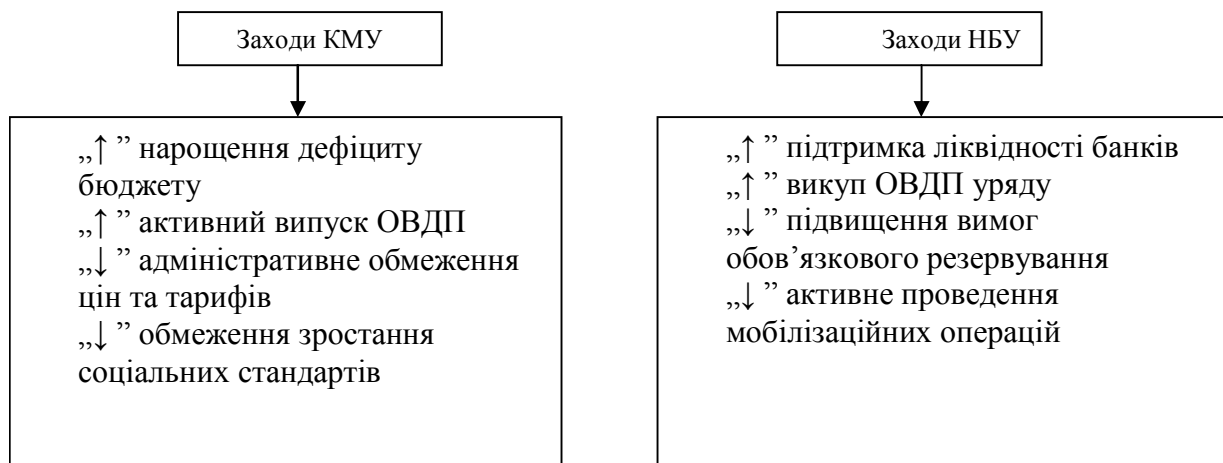 Заходи КМУ
Заходи НБУ
„↑ ” нарощення дефіциту
бюджету
„↑ ” активний випуск ОВДП
„↓ ” адміністративне обмеження
цін та тарифів
„↓ ” обмеження зростання
соціальних стандартів
„↑ ” підтримка ліквідності банків
„↑ ” викуп ОВДП уряду
„↓ ” підвищення вимог
обов’язкового резервування
„↓ ” активне проведення
мобілізаційних операцій